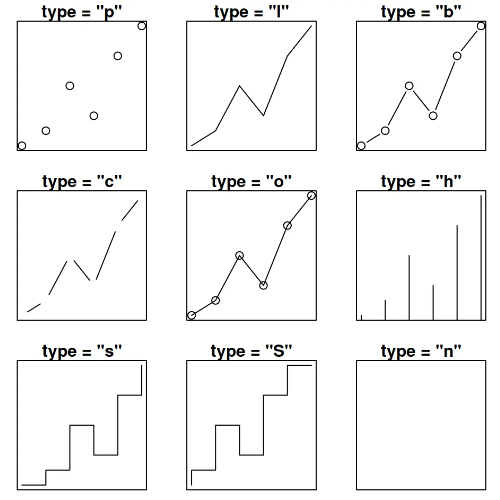 type = "p"
type = "l"
type = "b"
type = "c"
type = "o"
type = "h"
type = "s"
type = "S"
type = "n"